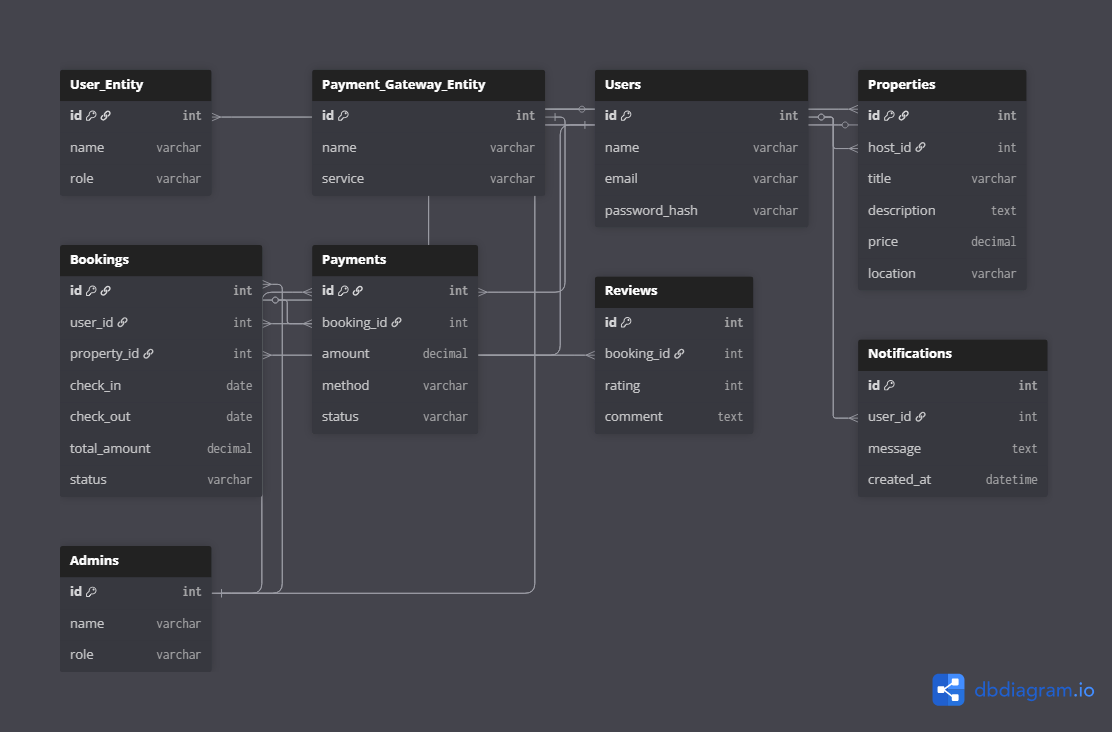 User_Entity
id int
name varchar
role varchar
Payment_Gateway_Entity
id int
name varchar
service varchar
Users
id int
name varchar
email varchar
password_hash varchar
Properties
id int
host_id int
title varchar
description text
price decimal
location varchar
Bookings
id int
user_id int
property_id int
check_in date
check_out date
total_amount decimal
status varchar
Payments
id int
booking_id int
amount decimal
method varchar
status varchar
Reviews
id int
booking_id int
rating int
comment text
Notifications
id int
user_id int
message text
created_at datetime
Admins
id int
name varchar
role varchar
dbdiagram.io